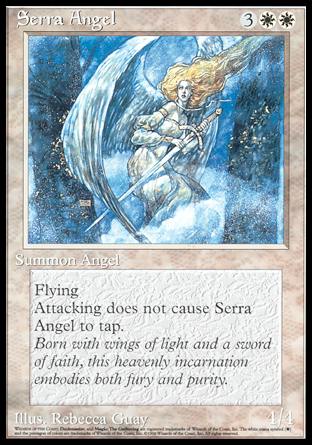 Serra Angel 3
Summon Angel
Flying
Attacking does not cause Serra
Angel to tap.
Born with wings of light and a sword
of faith, this heavenly incarnation
embodies both fury and purity.
Illus. Rebecca Guay 4/4